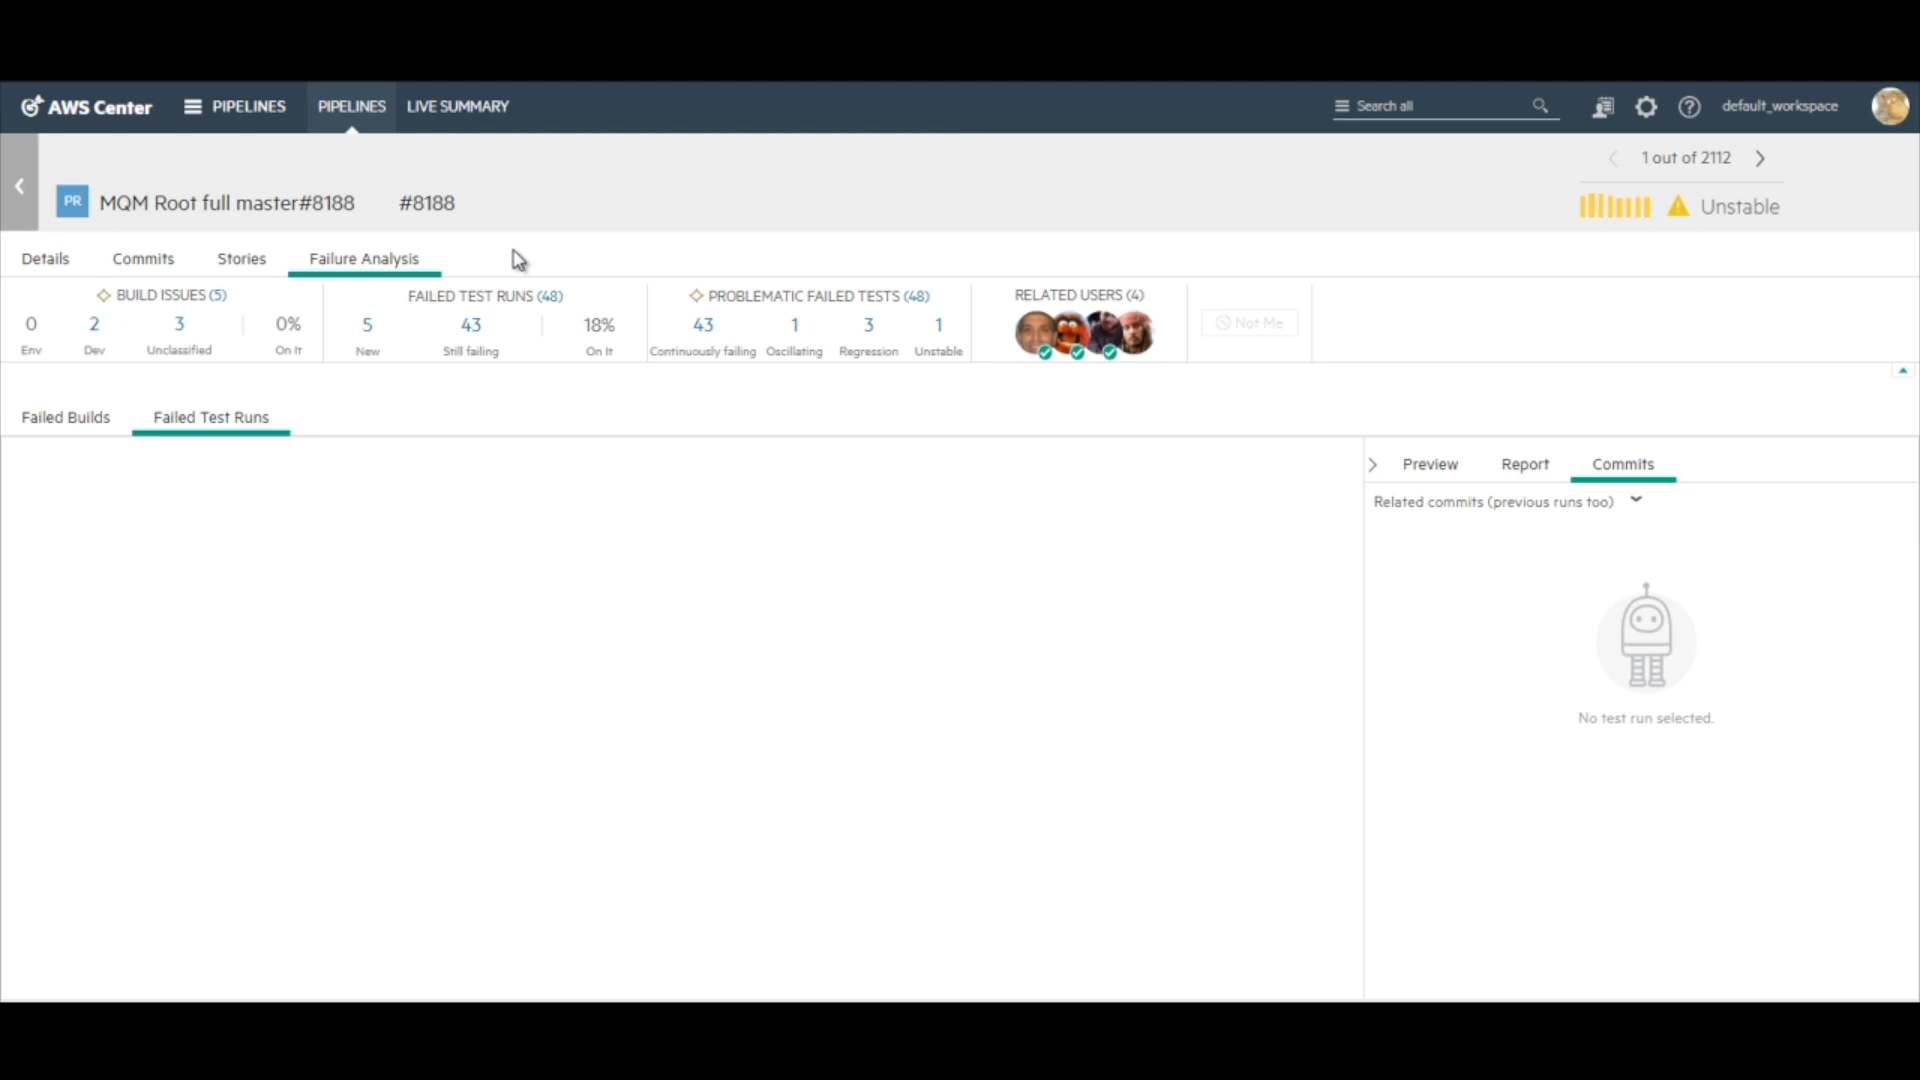 AWS Center PIPELINES PIPELINES LIVE SUMMARY Search all default_workspace
1 out of 2112
PR MQM Root full master#8188 #8188 Unstable
Details Commits Stories Failure Analysis
BUILD ISSUES (5) FAILED TEST RUNS (48) PROBLEMATIC FAILED TESTS (48) RELATED USERS (4)
0 2 3 0% 5 43 18% 43 1 3 1 Not Me
Env Dev Unclassified On It New Still failing On It Continuously failing Oscillating Regression Unstable
Failed Builds Failed Test Runs
Preview Report Commits
Related commits (previous runs too)
No test run selected.